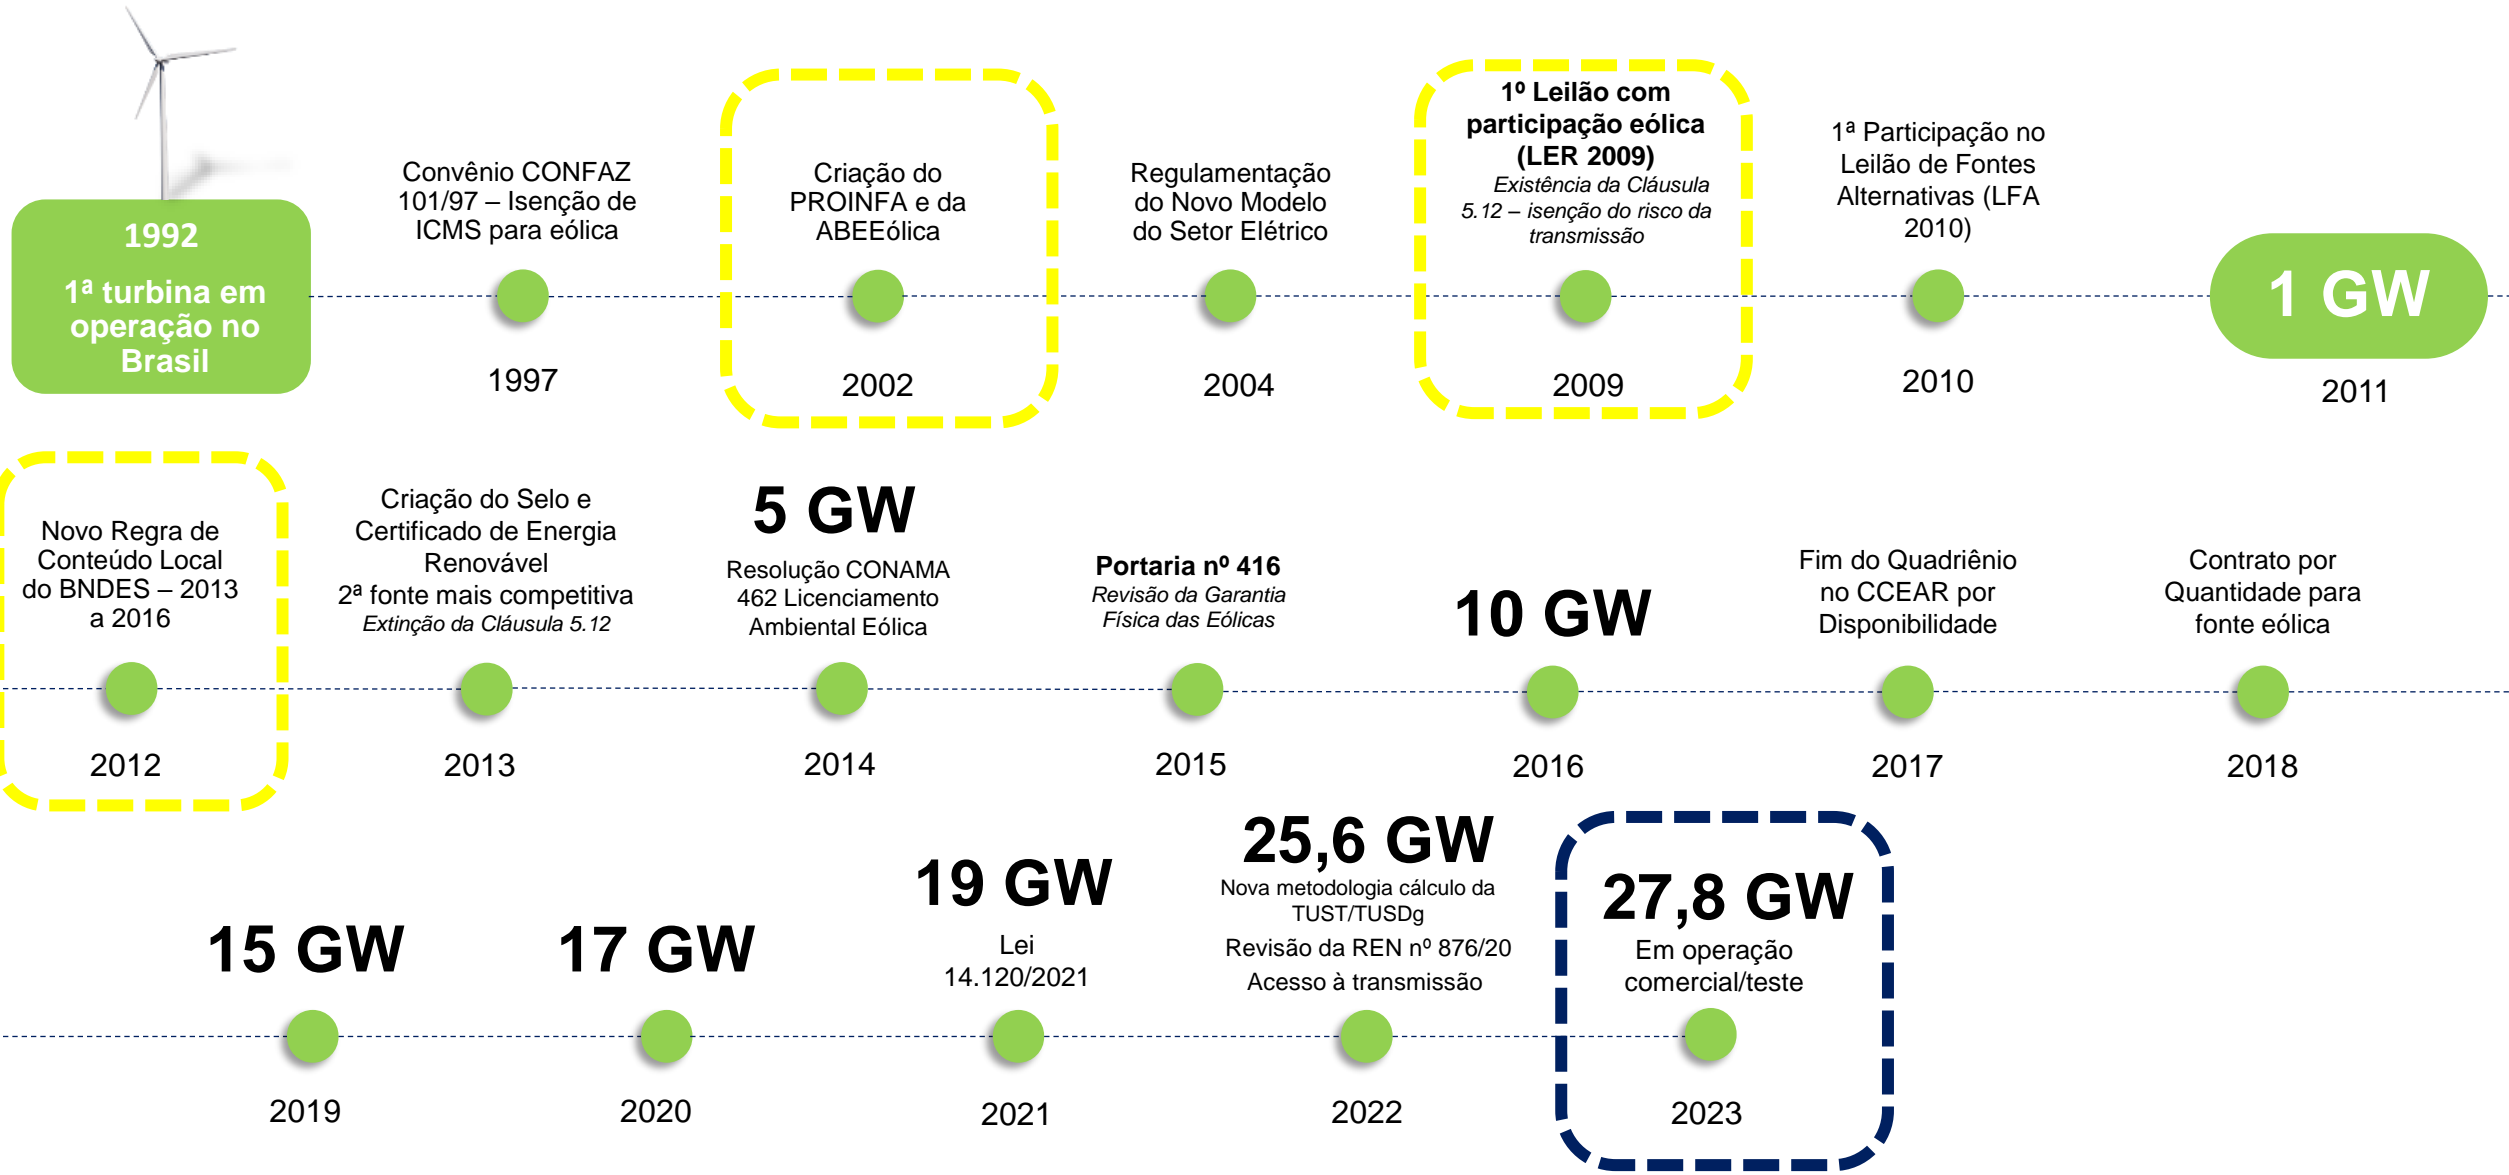 1992
1ª turbina em
operação no
Brasil
Convênio CONFAZ
101/97 – Isenção de
ICMS para eólica
1997
Criação do
PROINFA e da
ABEEólica
2002
Regulamentação
do Novo Modelo
do Setor Elétrico
2004
1º Leilão com
participação eólica
(LER 2009)
Existência da Cláusula
5.12 – isenção do risco da
transmissão
2009
1ª Participação no
Leilão de Fontes
Alternativas (LFA
2010)
2010
1 GW
2011
Novo Regra de
Conteúdo Local
do BNDES – 2013
a 2016
2012
Criação do Selo e
Certificado de Energia
Renovável
2ª fonte mais competitiva
Extinção da Cláusula 5.12
2013
5 GW
Resolução CONAMA
462 Licenciamento
Ambiental Eólica
2014
Portaria nº 416
Revisão da Garantia
Física das Eólicas
2015
10 GW
2016
Fim do Quadriênio
no CCEAR por
Disponibilidade
2017
Contrato por
Quantidade para
fonte eólica
2018
15 GW
2019
17 GW
2020
19 GW
Lei
14.120/2021
2021
25,6 GW
Nova metodologia cálculo da
TUST/TUSDg
Revisão da REN nº 876/20
Acesso à transmissão
2022
27,8 GW
Em operação
comercial/teste
2023